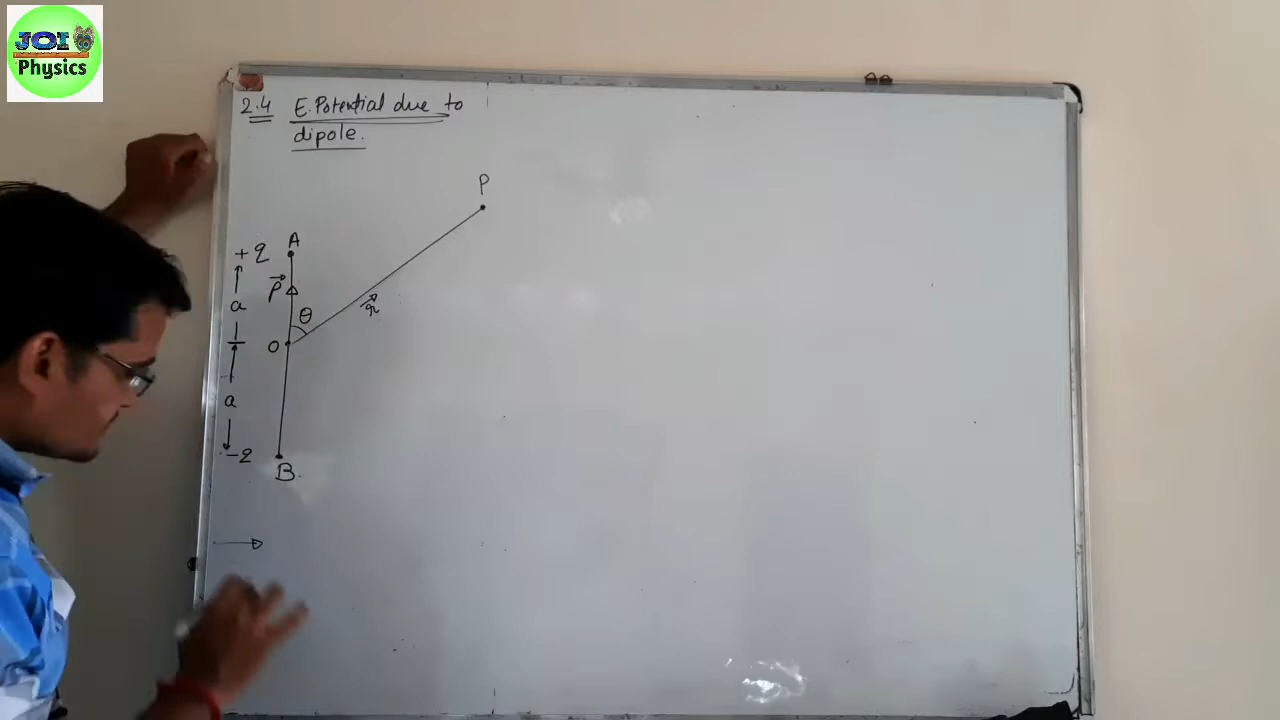 JOI
Physics
2.4 E.Potential due to
dipole.
P
A
+q
p
a
θ
r
O
a
-q
B